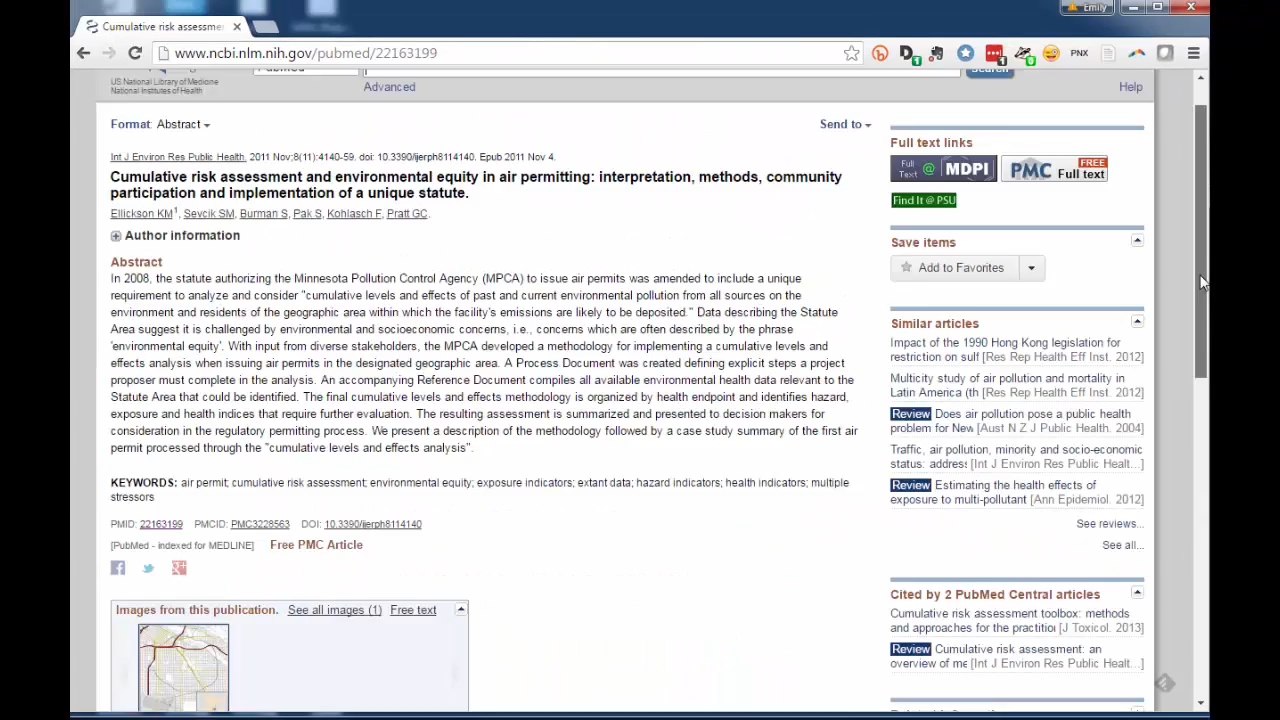 Cumulative risk assessme
Emily
www.ncbi.nlm.nih.gov/pubmed/22163199
PNX
US National Library of Medicine
National Institutes of Health
Search
Advanced
Help
Format: Abstract
Send to
Int J Environ Res Public Health. 2011 Nov;8(11):4140-59. doi: 10.3390/ijerph8114140. Epub 2011 Nov 4.
Cumulative risk assessment and environmental equity in air permitting: interpretation, methods, community
participation and implementation of a unique statute.
Ellickson KM1, Sevcik SM, Burman S, Pak S, Kohlasch F, Pratt GC.
Author information
Abstract
In 2008, the statute authorizing the Minnesota Pollution Control Agency (MPCA) to issue air permits was amended to include a unique
requirement to analyze and consider "cumulative levels and effects of past and current environmental pollution from all sources on the
environment and residents of the geographic area within which the facility's emissions are likely to be deposited." Data describing the Statute
Area suggest it is challenged by environmental and socioeconomic concerns, i.e., concerns which are often described by the phrase
'environmental equity'. With input from diverse stakeholders, the MPCA developed a methodology for implementing a cumulative levels and
effects analysis when issuing air permits in the designated geographic area. A Process Document was created defining explicit steps a project
proposer must complete in the analysis. An accompanying Reference Document compiles all available environmental health data relevant to the
Statute Area that could be identified. The final cumulative levels and effects methodology is organized by health endpoint and identifies hazard,
exposure and health indices that require further evaluation. The resulting assessment is summarized and presented to decision makers for
consideration in the regulatory permitting process. We present a description of the methodology followed by a case study summary of the first air
permit processed through the "cumulative levels and effects analysis".
KEYWORDS: air permit; cumulative risk assessment; environmental equity; exposure indicators; extant data; hazard indicators; health indicators; multiple
stressors
PMID: 22163199 PMCID: PMC3228563 DOI: 10.3390/ijerph8114140
[PubMed - indexed for MEDLINE] Free PMC Article
Images from this publication. See all images (1) Free text
Full text links
Full Text @ MDPI
PMC FREE Full text
Find It @ PSU
Save items
Add to Favorites
Similar articles
Impact of the 1990 Hong Kong legislation for
restriction on sulf [Res Rep Health Eff Inst. 2012]
Multicity study of air pollution and mortality in
Latin America (th [Res Rep Health Eff Inst. 2012]
Review Does air pollution pose a public health
problem for New [Aust N Z J Public Health. 2004]
Traffic, air pollution, minority and socio-economic
status: addres [Int J Environ Res Public Healt...]
Review Estimating the health effects of
exposure to multi-pollutant [Ann Epidemiol. 2012]
See reviews...
See all...
Cited by 2 PubMed Central articles
Cumulative risk assessment toolbox: methods
and approaches for the practitio [J Toxicol. 2013]
Review Cumulative risk assessment: an
overview of me [Int J Environ Res Public Healt...]